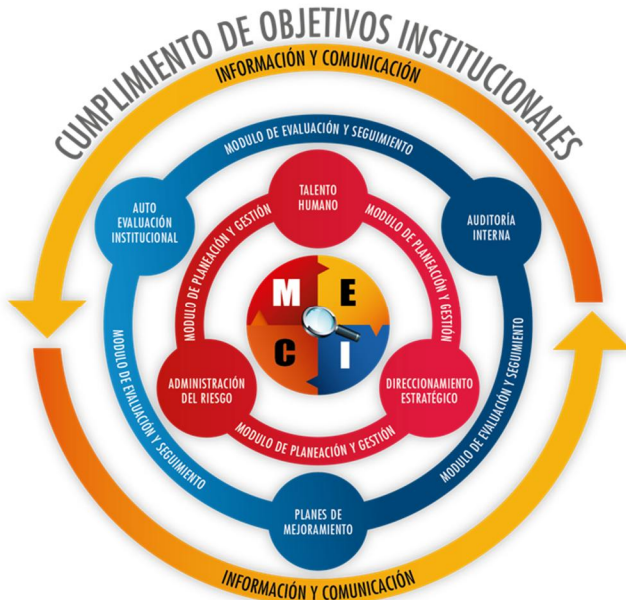 CUMPLIMIENTO DE OBJETIVOS INSTITUCIONALES
INFORMACIÓN Y COMUNICACIÓN
MODULO DE EVALUACIÓN Y SEGUIMIENTO
TALENTO
HUMANO
AUTO
EVALUACIÓN
INSTITUCIONAL
AUDITORÍA
INTERNA
MODULO DE PLANEACIÓN Y GESTIÓN
MODULO DE PLANEACIÓN Y GESTIÓN
M E
C I
ADMINISTRACIÓN
DEL RIESGO
DIRECCIONAMIENTO
ESTRATÉGICO
MODULO DE PLANEACIÓN Y GESTIÓN
MODULO DE EVALUACIÓN Y SEGUIMIENTO
MODULO DE EVALUACIÓN Y SEGUIMIENTO
PLANES DE
MEJORAMIENTO
INFORMACIÓN Y COMUNICACIÓN